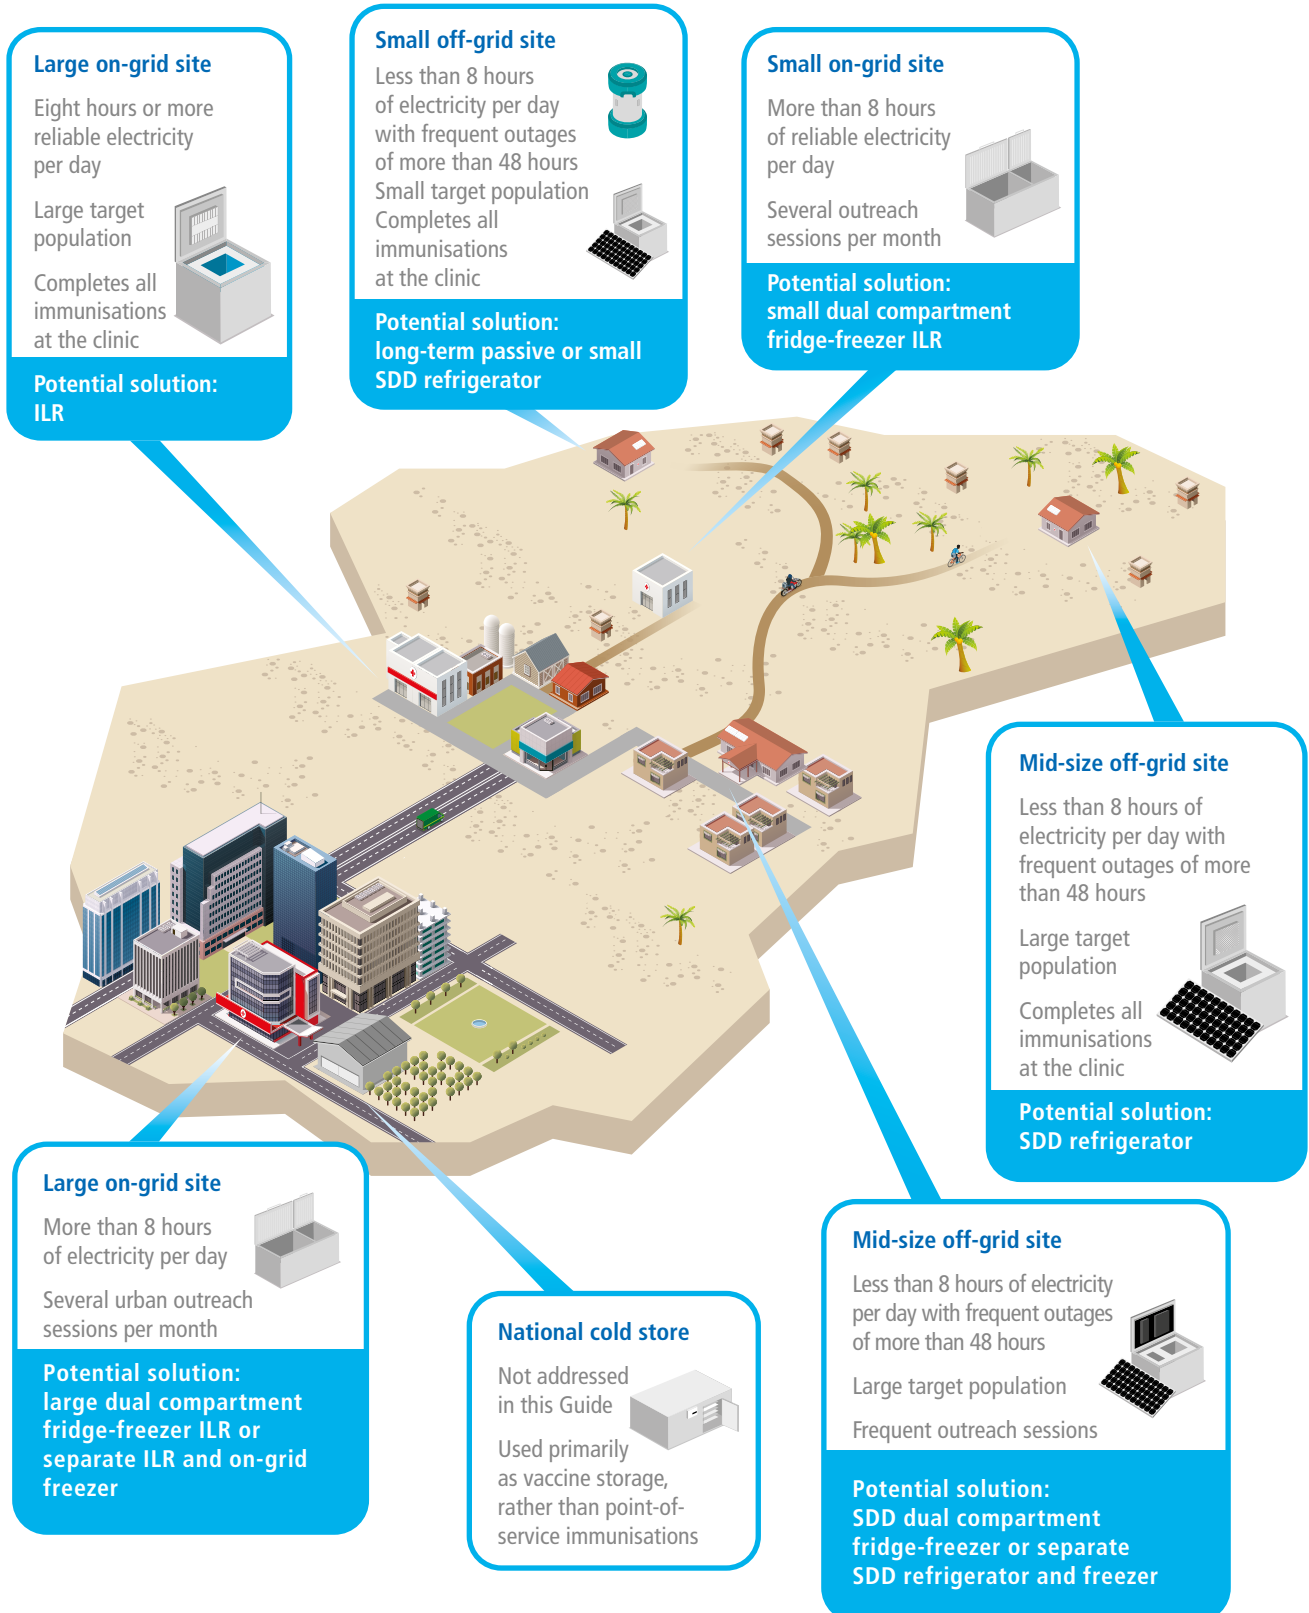 Large on-grid site
Eight hours or more
reliable electricity
per day
Large target
population
Completes all
immunisations
at the clinic
Potential solution:
ILR
Small off-grid site
Less than 8 hours
of electricity per day
with frequent outages
of more than 48 hours
Small target population
Completes all
immunisations
at the clinic
Potential solution:
long-term passive or small
SDD refrigerator
Small on-grid site
More than 8 hours
of reliable electricity
per day
Several outreach
sessions per month
Potential solution:
small dual compartment
fridge-freezer ILR
Mid-size off-grid site
Less than 8 hours of
electricity per day with
frequent outages of more
than 48 hours
Large target
population
Completes all
immunisations
at the clinic
Potential solution:
SDD refrigerator
Large on-grid site
More than 8 hours
of electricity per day
Several urban outreach
sessions per month
Potential solution:
large dual compartment
fridge-freezer ILR or
separate ILR and on-grid
freezer
National cold store
Not addressed
in this Guide
Used primarily
as vaccine storage,
rather than point-of-
service immunisations
Mid-size off-grid site
Less than 8 hours of electricity
per day with frequent outages
of more than 48 hours
Large target population
Frequent outreach sessions
Potential solution:
SDD dual compartment
fridge-freezer or separate
SDD refrigerator and freezer